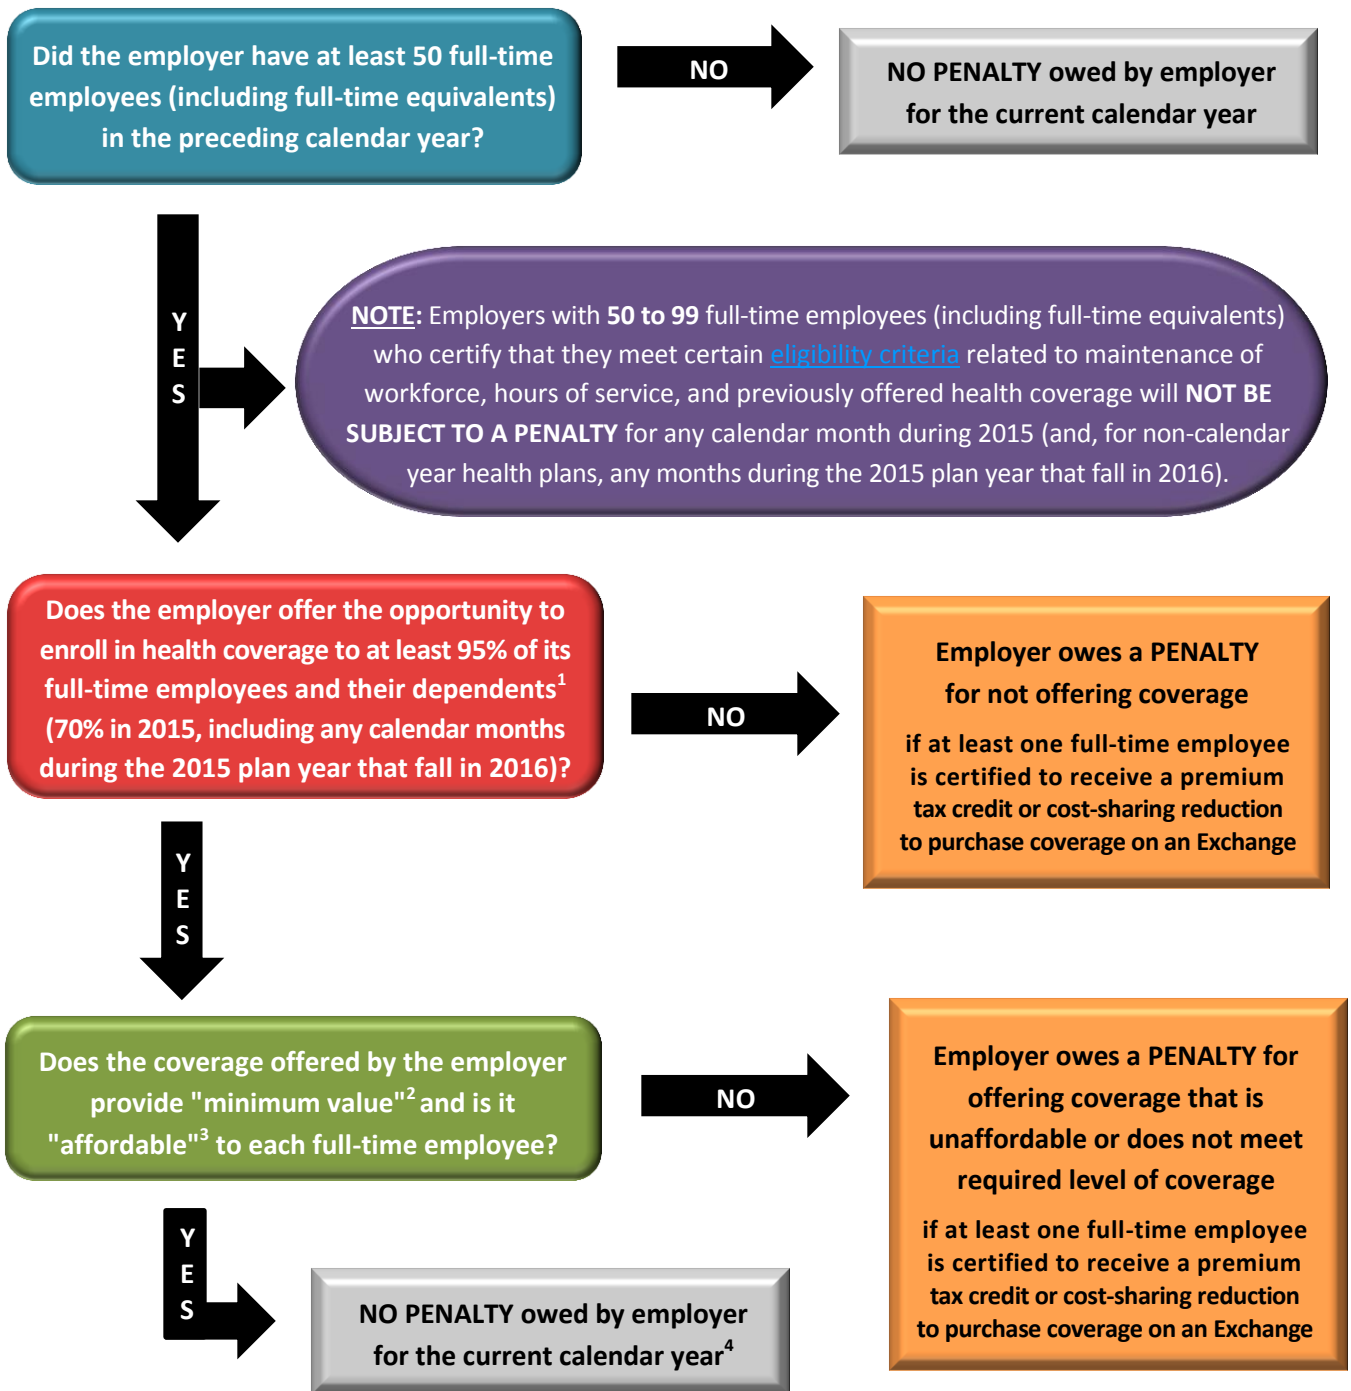 Did the employer have at least 50 full-time
employees (including full-time equivalents)
in the preceding calendar year?
NO
NO PENALTY owed by employer
for the current calendar year
Y
E
S
NOTE: Employers with 50 to 99 full-time employees (including full-time equivalents)
who certify that they meet certain eligibility criteria related to maintenance of
workforce, hours of service, and previously offered health coverage will NOT BE
SUBJECT TO A PENALTY for any calendar month during 2015 (and, for non-calendar
year health plans, any months during the 2015 plan year that fall in 2016).
Does the employer offer the opportunity to
enroll in health coverage to at least 95% of its
full-time employees and their dependents1
(70% in 2015, including any calendar months
during the 2015 plan year that fall in 2016)?
NO
Employer owes a PENALTY
for not offering coverage
if at least one full-time employee
is certified to receive a premium
tax credit or cost-sharing reduction
to purchase coverage on an Exchange
Y
E
S
Does the coverage offered by the employer
provide "minimum value"2 and is it
"affordable"3 to each full-time employee?
NO
Employer owes a PENALTY for
offering coverage that is
unaffordable or does not meet
required level of coverage
if at least one full-time employee
is certified to receive a premium
tax credit or cost-sharing reduction
to purchase coverage on an Exchange
Y
E
S
NO PENALTY owed by employer
for the current calendar year4